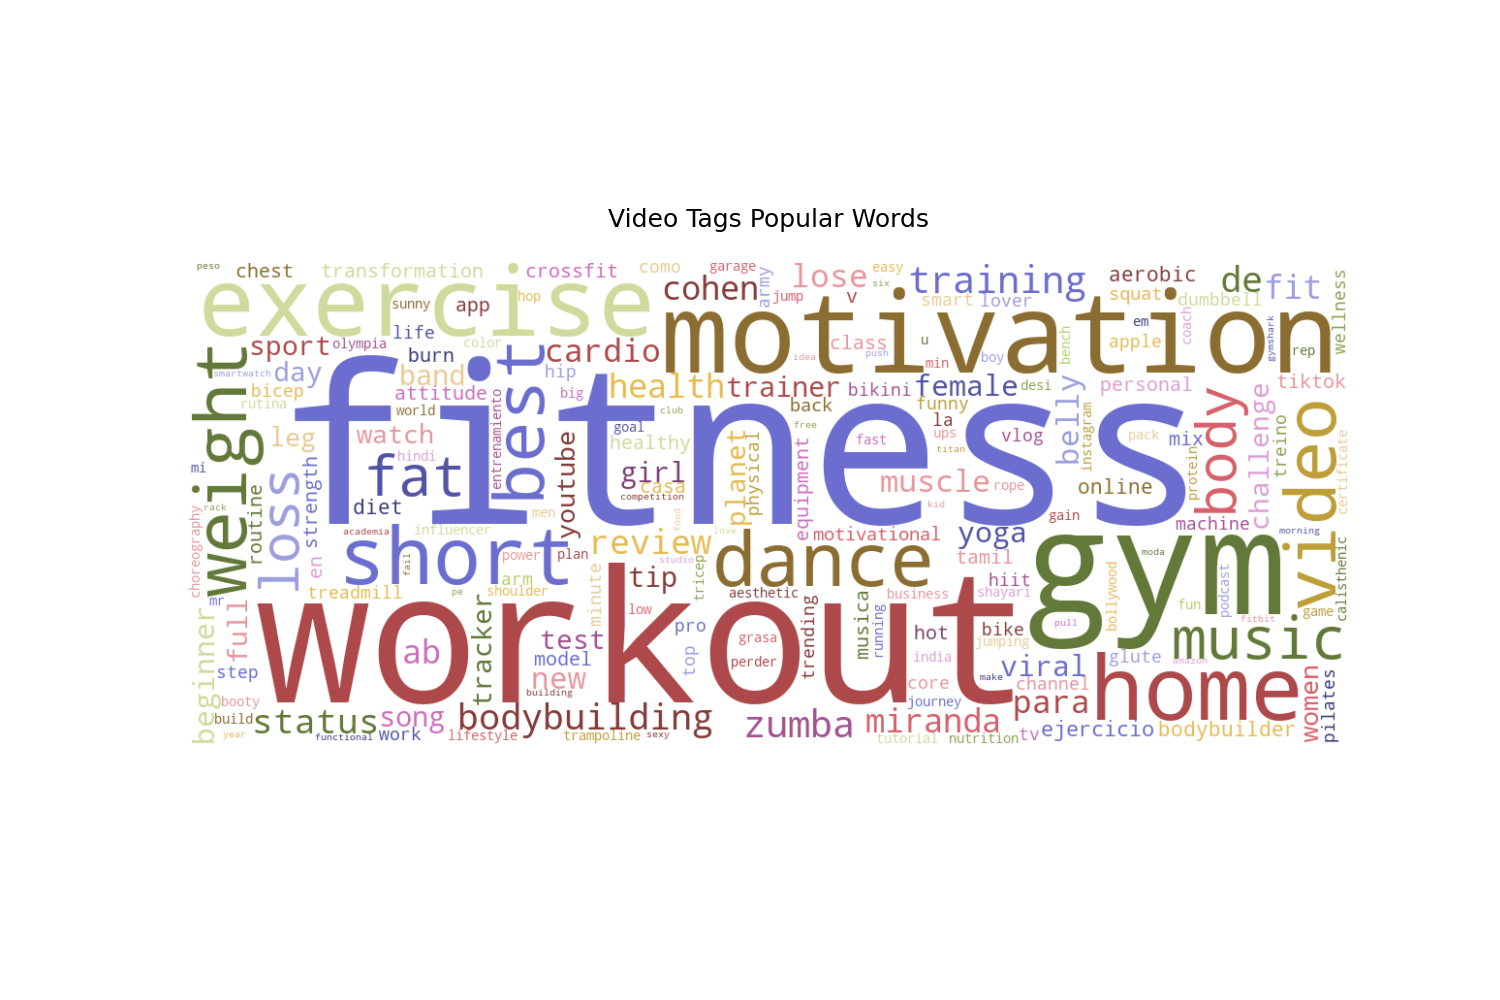 Video Tags Popular Words
peso
chest
transformation
crossfit
como
garage
lose
easy
six
training
aerobic
de
fit
wellness
exercise
sunny
app
hop
cohen
army
jump
v
smart
lover
squat
dumbbell
motivation
em
coach
gymshark
rep
apple
sport
olympia
life
color
burn
cardio
class
push
idea
u
min
boy
bench
smartwatch
day
band
best
hip
health
trainer
bikini
female
desi
personal
tiktok
weight
bicep
attitude
big
rutina
world
entrenamiento
club
back
free
funny
la
belly
body
challenge
video
fitness
leg
watch
hindi
goal
healthy
planet
physical
fast
ups
titan
vlog
instagram
pack
mix
treino
certificate
mi
loss
strength
fat
youtube
girl
casa
competition
equipment
muscle
rope
online
protein
rack
routine
diet
men
food
kid
gain
machine
morning
choreography
academia
influencer
love
motivational
yoga
moda
calisthenic
en
short
fail
power
plan
review
studio
dance
tamil
gym
bollywood
podcast
treadmill
pe
arm
shoulder
minute
tip
tricep
aesthetic
business
hiit
shayari
fun
game
fitbit
mr
beginner
full
workout
tracker
test
low
pro
grasa
trending
musica
running
hot
bike
jumping
pull
music
step
ab
model
new
perder
top
india
viral
glute
amazon
booty
building
core
make
channel
journey
para
home
women
pilates
build
status
song
bodybuilding
zumba
miranda
year
functional
work
lifestyle
trampoline
sexy
tutorial
nutrition
tv
ejercicio
bodybuilder